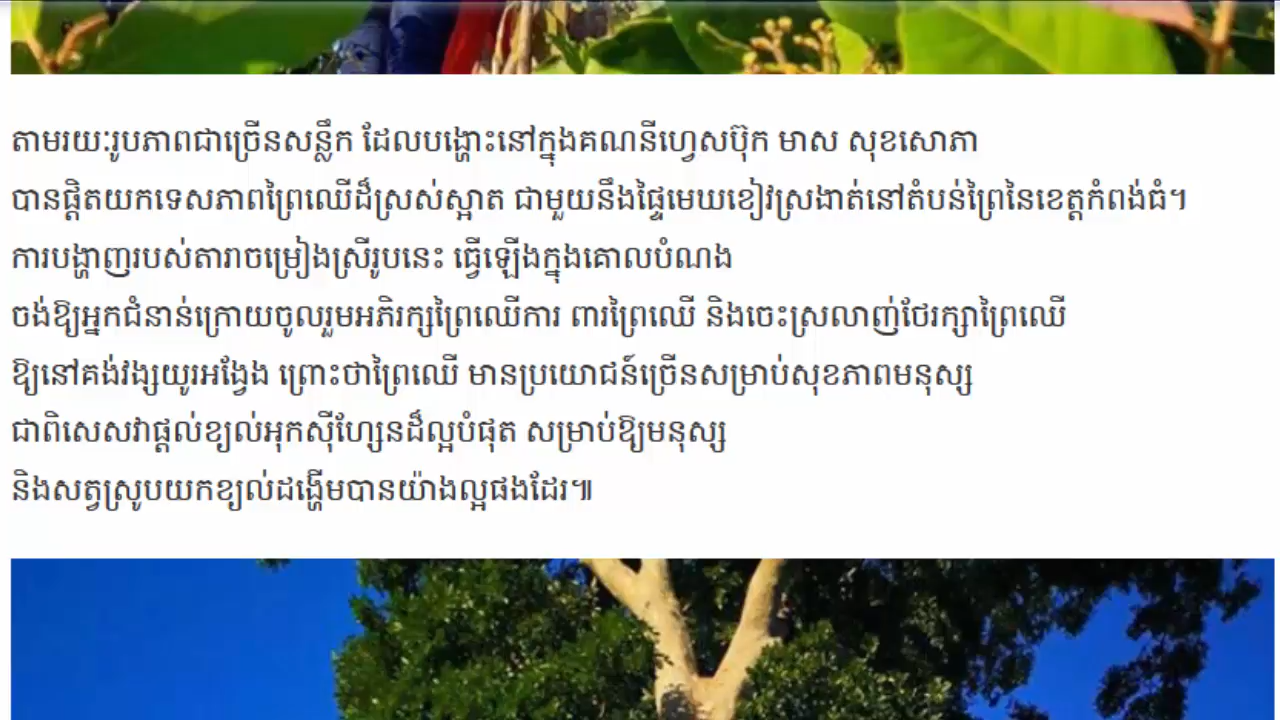 តាមរយៈរូបភាពជាច្រើនសន្លឹក ដែលបង្ហោះនៅក្នុងគណនីហ្វេសប៊ុក មាស សុខសោភា
បានផ្តិតយកទេសភាពព្រៃឈើដ៏ស្រស់ស្អាត ជាមួយនឹងផ្ទៃមេឃខៀវស្រងាត់នៅតំបន់ព្រៃនៃខេត្តកំពង់ធំ។
ការបង្ហាញរបស់តារាចម្រៀងស្រីរូបនេះ ធ្វើឡើងក្នុងគោលបំណង
ចង់ឱ្យអ្នកជំនាន់ក្រោយចូលរួមអភិរក្សព្រៃឈើការ ពារព្រៃឈើ និងចេះស្រលាញ់ថែរក្សាព្រៃឈើ
ឱ្យនៅគង់វង្សយូរអង្វែង ព្រោះថាព្រៃឈើ មានប្រយោជន៍ច្រើនសម្រាប់សុខភាពមនុស្ស
ជាពិសេសវាផ្តល់ខ្យល់អុកស៊ីហ្សែនដ៏ល្អបំផុត សម្រាប់ឱ្យមនុស្ស
និងសត្វស្រូបយកខ្យល់ដង្ហើមបានយ៉ាងល្អផងដែរ៕